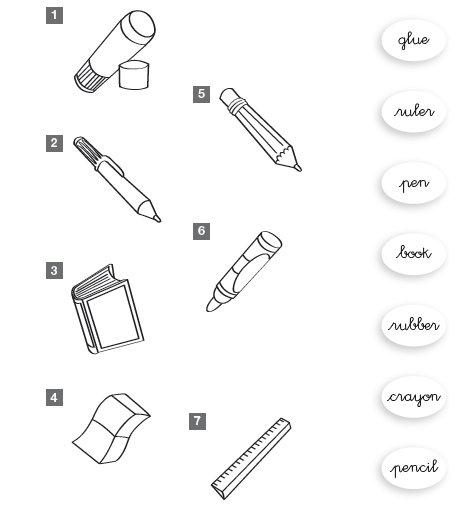 1
2
3
4
5
6
7
glue
ruler
pen
book
rubber
crayon
pencil